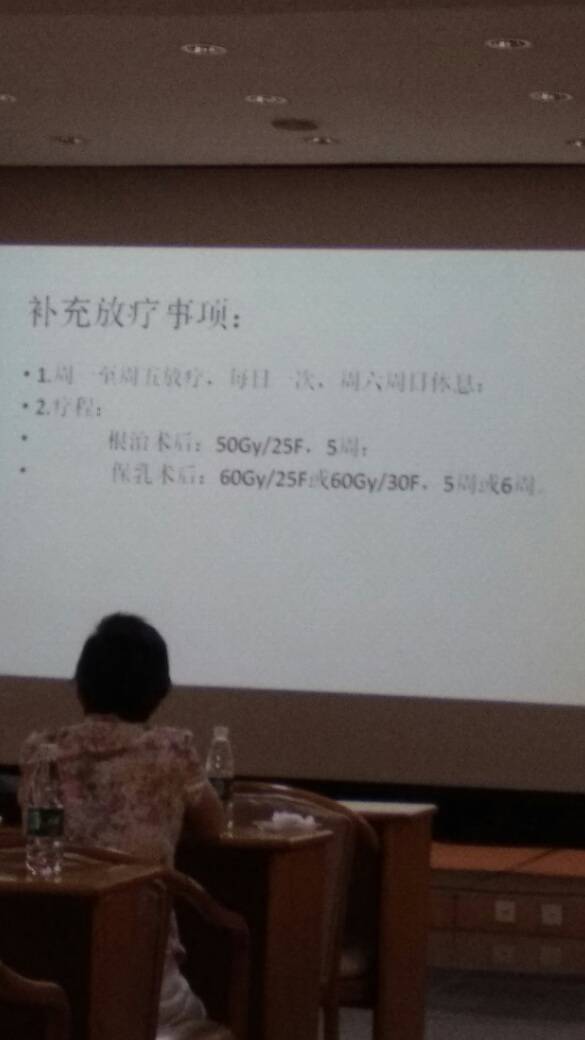 补充放疗事项：
• 1.周一至周五放疗，每日一次，周六周日休息；
• 2.疗程：
• 根治术后：50Gy/25F，5周；
• 保乳术后：60Gy/25F或60Gy/30F，5周或6周。